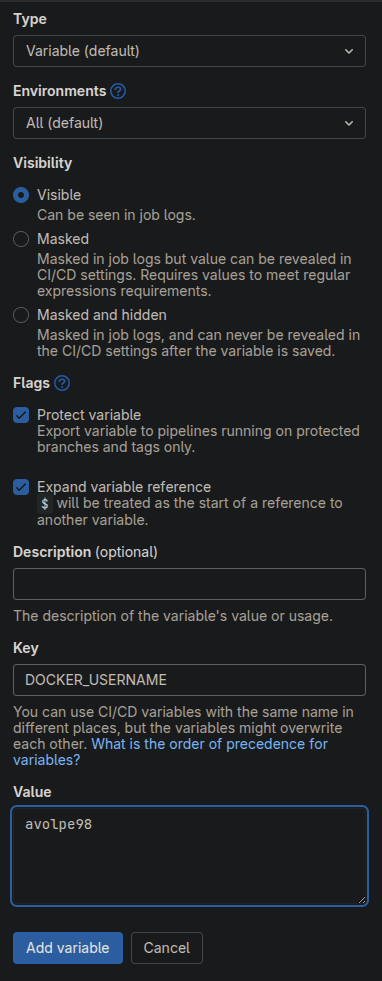 Type
Variable (default)
Environments
All (default)
Visibility
Visible
Can be seen in job logs.
Masked
Masked in job logs but value can be revealed in
CI/CD settings. Requires values to meet regular
expressions requirements.
Masked and hidden
Masked in job logs, and can never be revealed in
the CI/CD settings after the variable is saved.
Flags
Protect variable
Export variable to pipelines running on protected
branches and tags only.
Expand variable reference
$ will be treated as the start of a reference to
another variable.
Description (optional)
The description of the variable's value or usage.
Key
DOCKER_USERNAME
You can use CI/CD variables with the same name in
different places, but the variables might overwrite
each other. What is the order of precedence for
variables?
Value
avolpe98
Add variable
Cancel